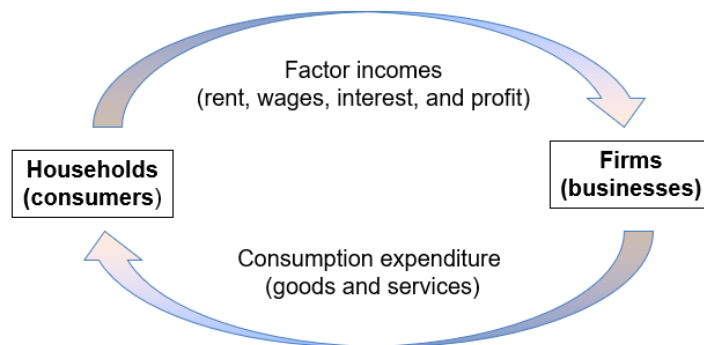 Factor incomes
(rent, wages, interest, and profit)
Households
(consumers)
Firms
(businesses)
Consumption expenditure
(goods and services)